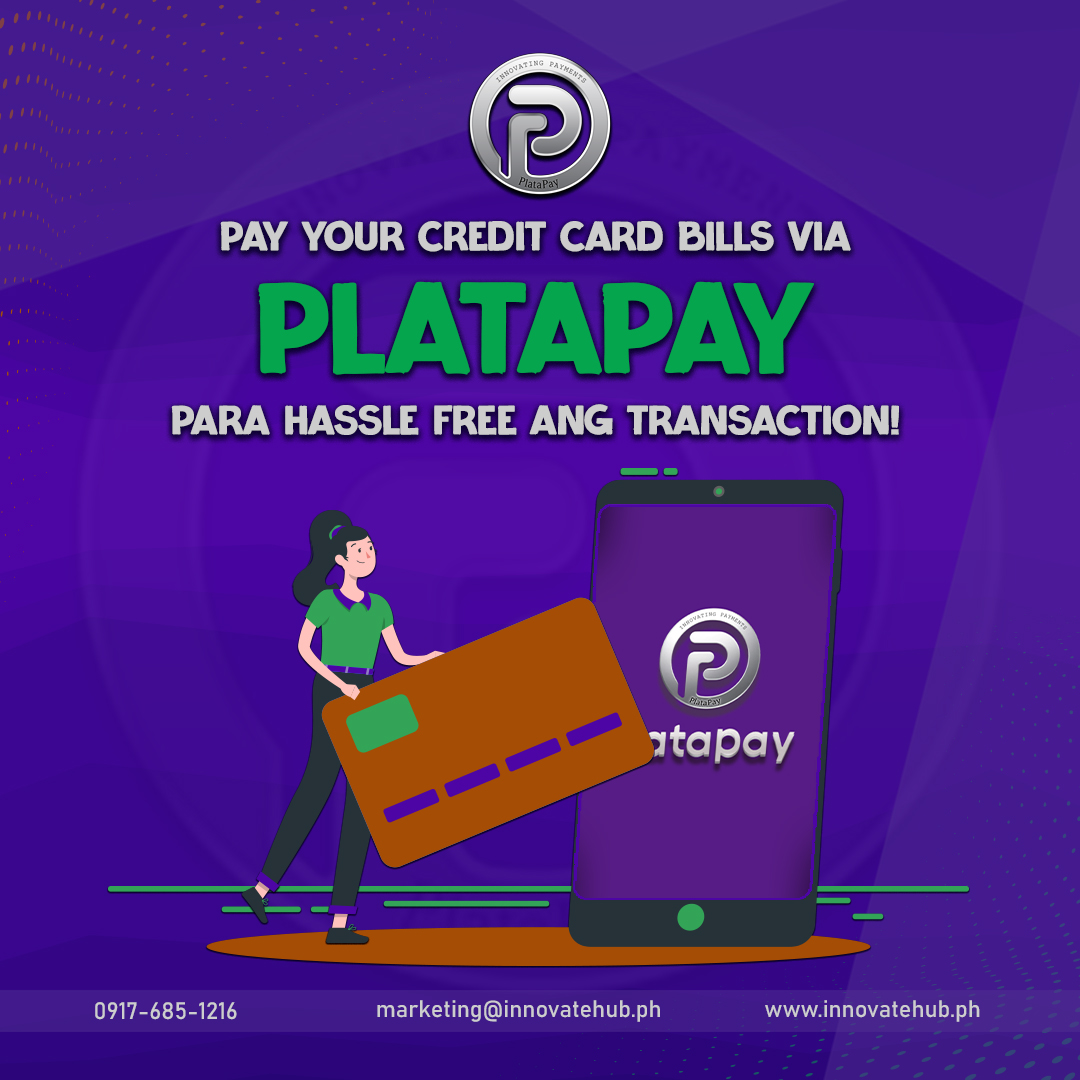 INNOVATING PAYMENTS
PlataPay
PAY YOUR CREDIT CARD BILLS VIA
PLATAPAY
PARA HASSLE FREE ANG TRANSACTION!
INNOVATING PAYMENTS
PlataPay
atapay
0917-685-1216
marketing@innovatehub.ph
www.innovatehub.ph